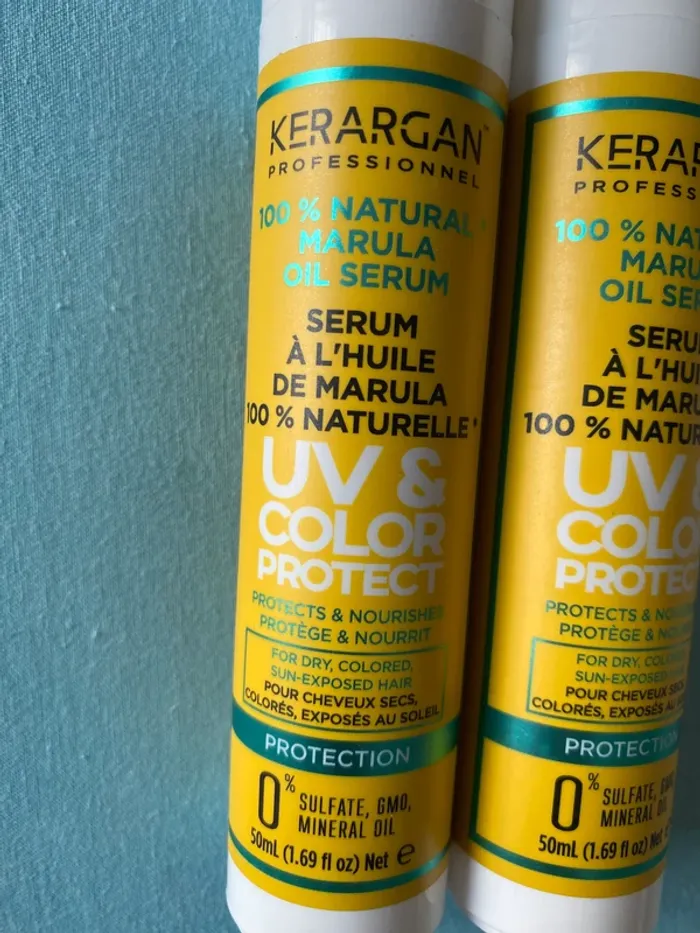 KERARGAN™
PROFESSIONNEL
100 % NATURAL*
MARULA
OIL SERUM
SERUM
À L'HUILE
DE MARULA
100 % NATURELLE*
UV &
COLOR
PROTECT
PROTECTS & NOURISHES
PROTÈGE & NOURRIT
FOR DRY, COLORED,
SUN-EXPOSED HAIR
POUR CHEVEUX SECS,
COLORÉS, EXPOSÉS AU SOLEIL
PROTECTION
0% SULFATE, GMO,
MINERAL OIL
50mL (1.69 fl oz) Net ℮
KERAR
PROFESS
100 % NAT
MARU
OIL SER
SERU
À L'HUI
DE MARU
100 % NATUR
UV
COLO
PROTEC
PROTECTS & NO
PROTÈGE & NOU
FOR DRY, COLO
SUN-EXPOSED
POUR CHEVEUX SECS
COLORÉS, EXPOSÉS AU
PROTECTION
0% SULFATE, GM
MINERAL OIL
50mL (1.69 fl oz) Net